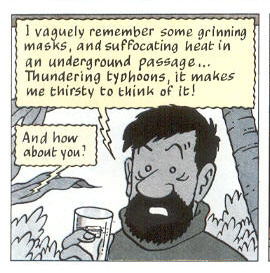 I vaguely remember some grinning
masks, and suffocating heat in
an underground passage...
Thundering typhoons, it makes
me thirsty to think of it!
And how
about you?